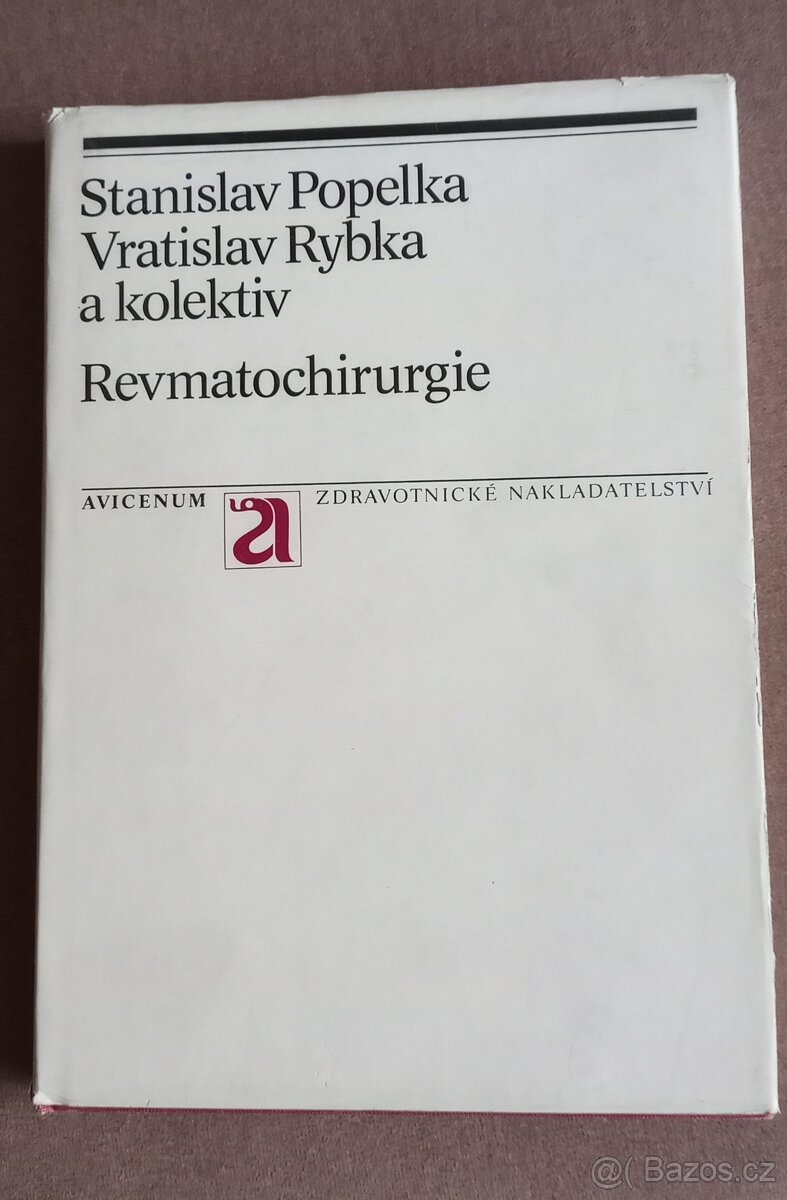 Stanislav Popelka
Vratislav Rybka
a kolektiv
Revmatochirurgie
AVICENUM a ZDRAVOTNICKÉ NAKLADATELSTVÍ
@( Bazos.cz